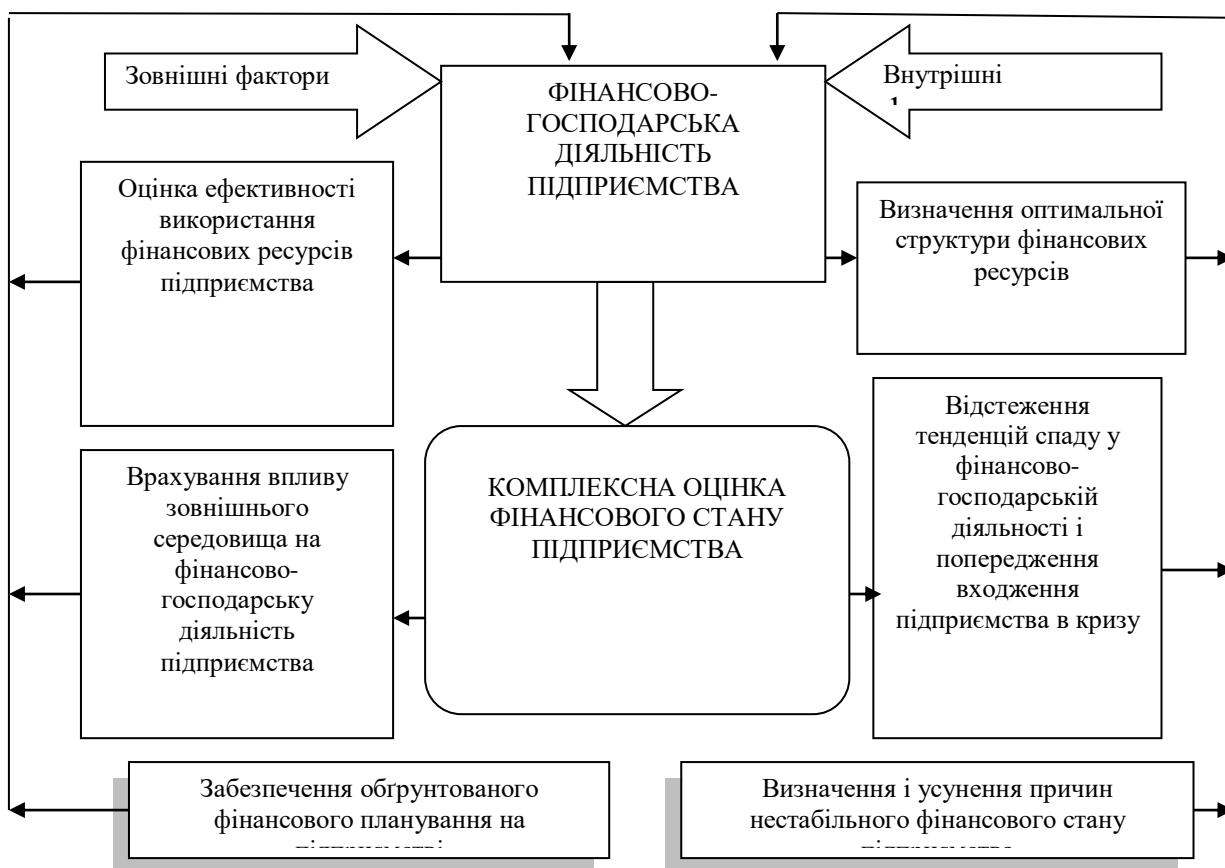 Зовнішні фактори
Внутрішні
ФІНАНСОВО-
ГОСПОДАРСЬКА
ДІЯЛЬНІСТЬ
ПІДПРИЄМСТВА
Оцінка ефективності
використання
фінансових ресурсів
підприємства
Визначення оптимальної
структури фінансових
ресурсів
Врахування впливу
зовнішнього
середовища на
фінансово-
господарську
діяльність
підприємства
КОМПЛЕКСНА ОЦІНКА
ФІНАНСОВОГО СТАНУ
ПІДПРИЄМСТВА
Відстеження
тенденцій спаду у
фінансово-
господарській
діяльності і
попередження
входження
підприємства в кризу
Забезпечення обґрунтованого
фінансового планування на
Визначення і усунення причин
нестабільного фінансового стану